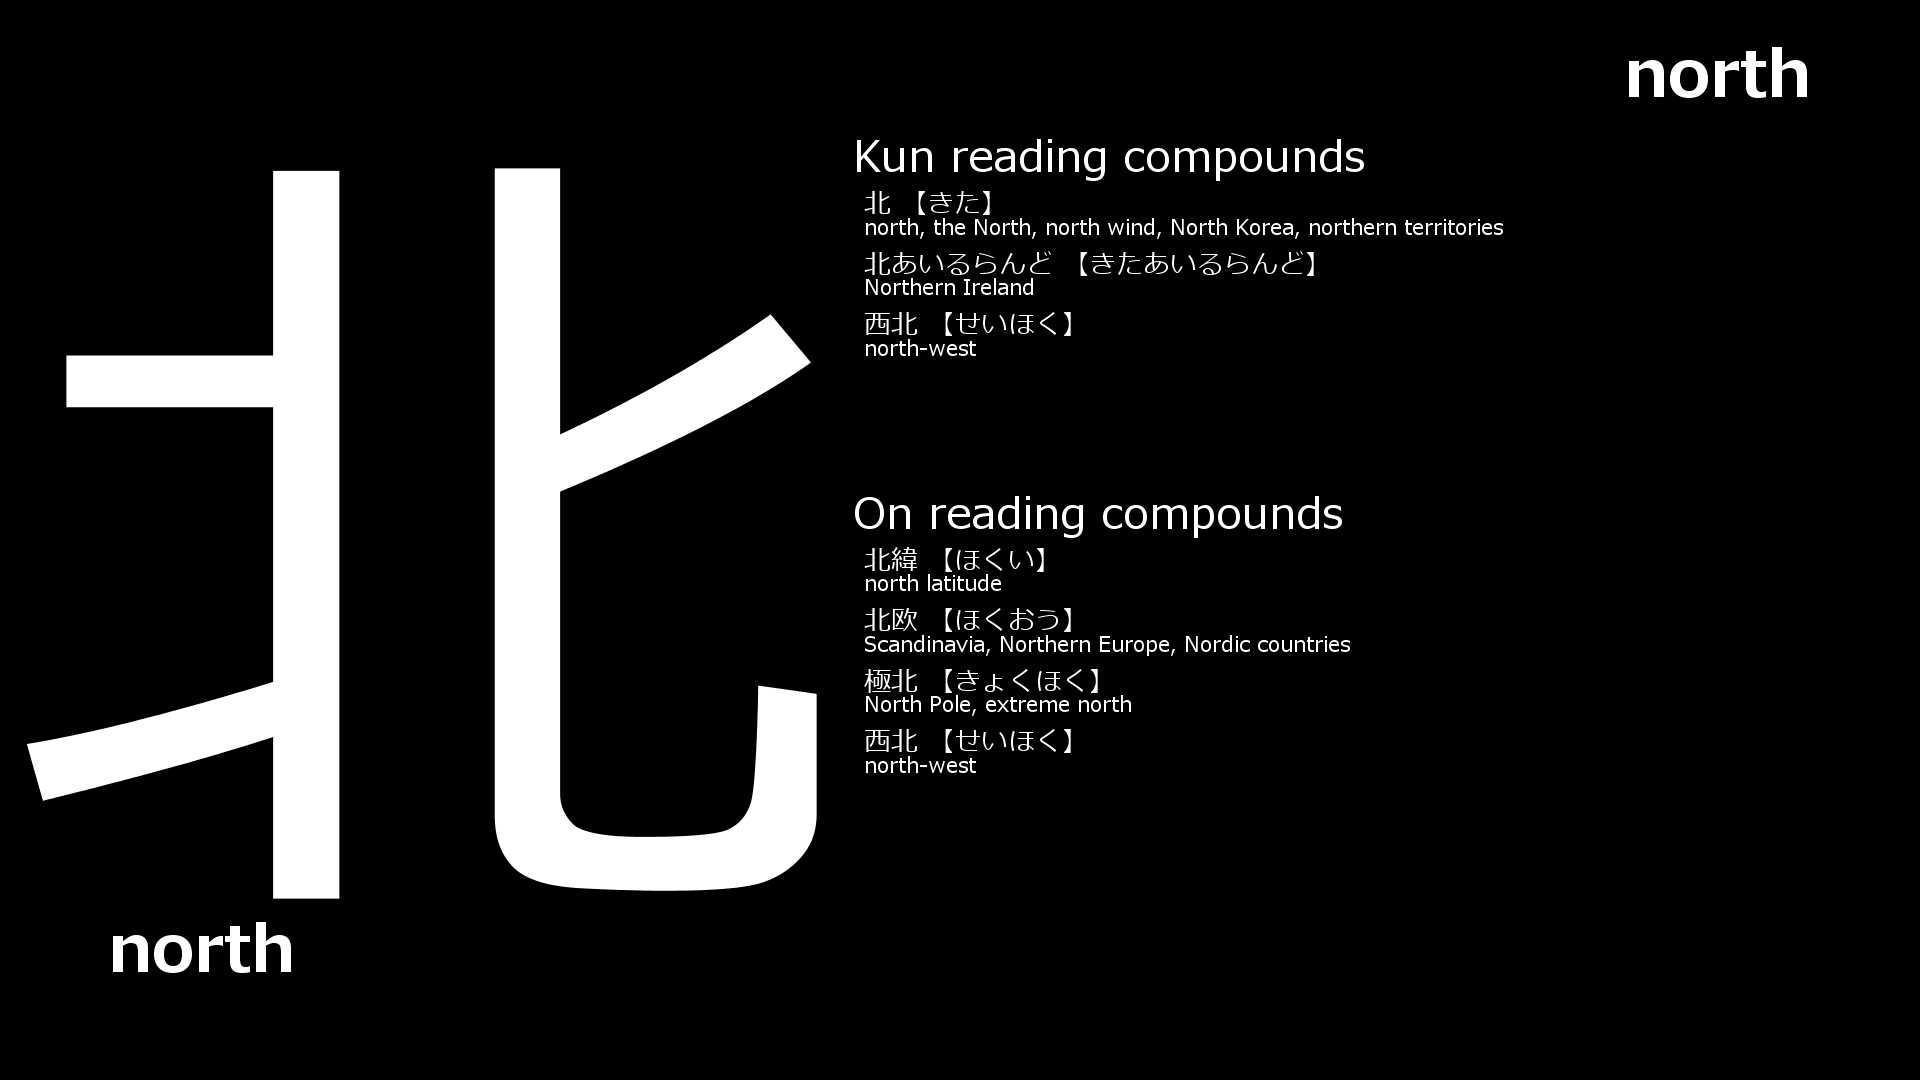 north
北
Kun reading compounds
北 【きた】
north, the North, north wind, North Korea, northern territories
北あいるらんど 【きたあいるらんど】
Northern Ireland
西北 【せいほく】
north-west
On reading compounds
北緯 【ほくい】
north latitude
北欧 【ほくおう】
Scandinavia, Northern Europe, Nordic countries
極北 【きょくほく】
North Pole, extreme north
西北 【せいほく】
north-west
north